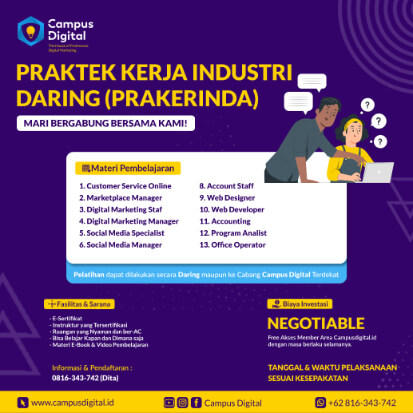 Campus
Digital
PRAKTEK KERJA INDUSTRI
DARING (PRAKERINDA)
MARI BERGABUNG BERSAMA KAMI!
?
?
?
Materi Pembelajaran
1. Customer Service Online
2. Marketplace Manager
3. Digital Marketing Staf
4. Digital Marketing Manager
5. Social Media Specialist
6. Social Media Manager
8. Account Staff
9. Web Designer
10. Web Developer
11. Accounting
12. Program Analist
13. Office Operator
Pelatihan dapat dilakukan secara Daring maupun ke Cabang Campus Digital Terdekat
Fasilitas & Sarana
- E-Sertifikat
- Instruktur yang Tersertifikasi
- Ruangan yang Nyaman dan ber-AC
- Bisa Belajar Kapan dan Dimana saja
- Materi E-Book & Video Pembelajaran
Biaya Investasi
NEGOTIABLE
Free Akses Member Area Campusdigital.id
dengan masa berlaku selamanya.
Informasi & Pendaftaran :
0816-343-742 (Dita)
TANGGAL & WAKTU PELAKSANAAN
SESUAI KESEPAKATAN
www.campusdigital.id
Campus Digital
+62 816-343-742